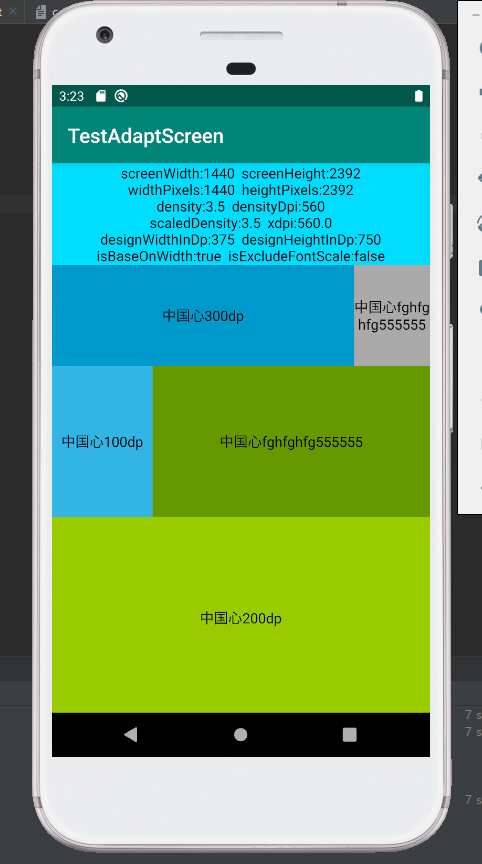 3:23
TestAdaptScreen
screenWidth:1440 screenHeight:2392
widthPixels:1440 heightPixels:2392
density:3.5 densityDpi:560
scaledDensity:3.5 xdpi:560.0
designWidthInDp:375 designHeightInDp:750
isBaseOnWidth:true isExcludeFontScale:false
中国心300dp
中国心fghfg
hfg555555
中国心100dp
中国心fghfghfg555555
中国心200dp
7 s
7 s
7 s